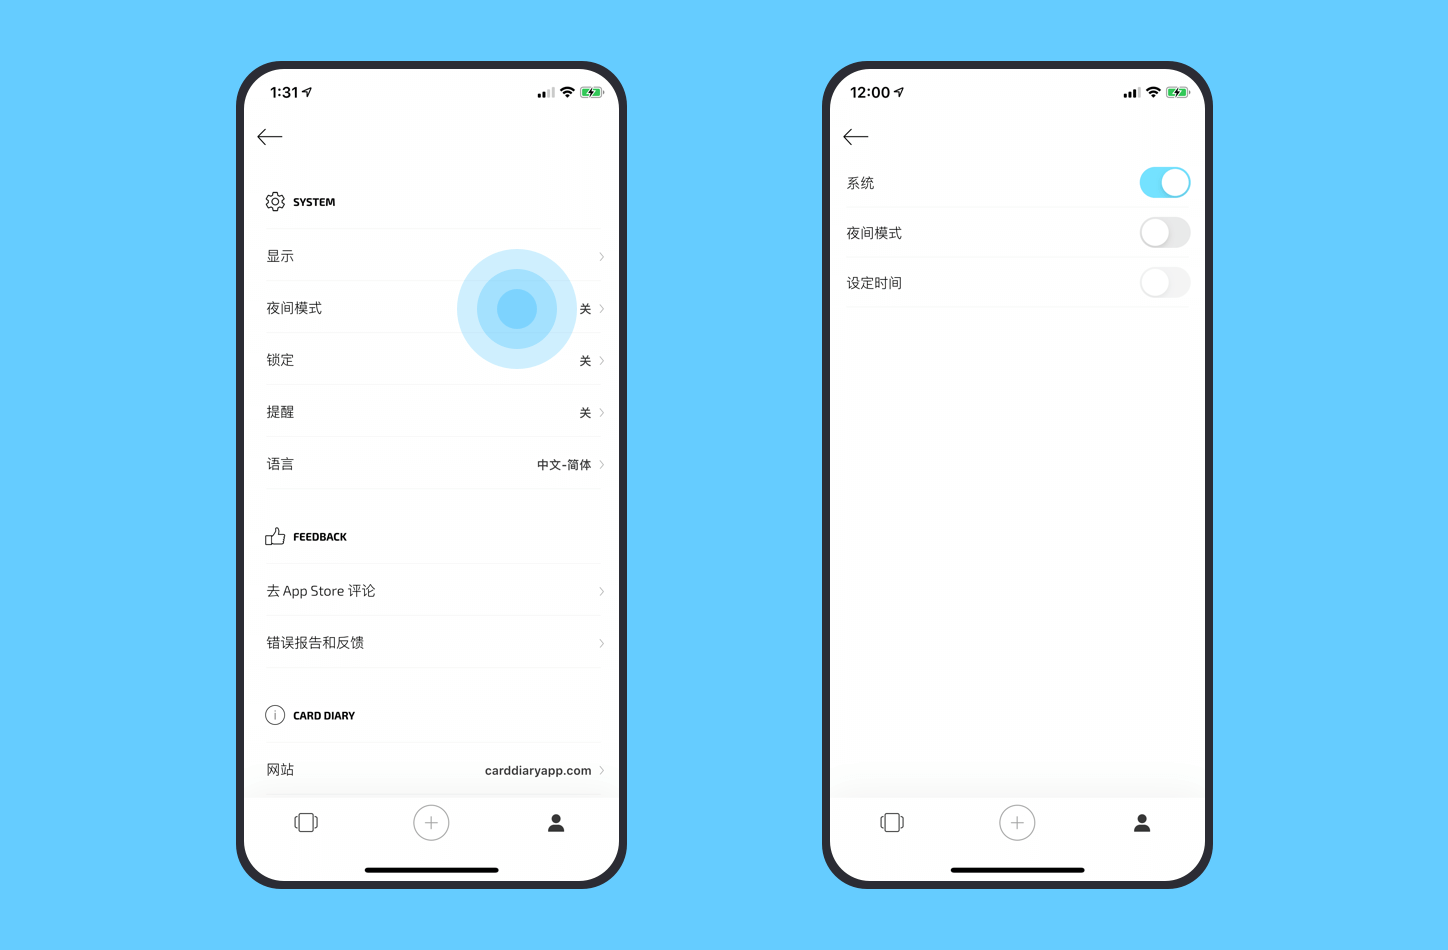 1:31
SYSTEM
显示
夜间模式 关
锁定 关
提醒 关
语言 中文-简体
FEEDBACK
去 App Store 评论
错误报告和反馈
CARD DIARY
网站 carddiaryapp.com
12:00
系统
夜间模式
设定时间